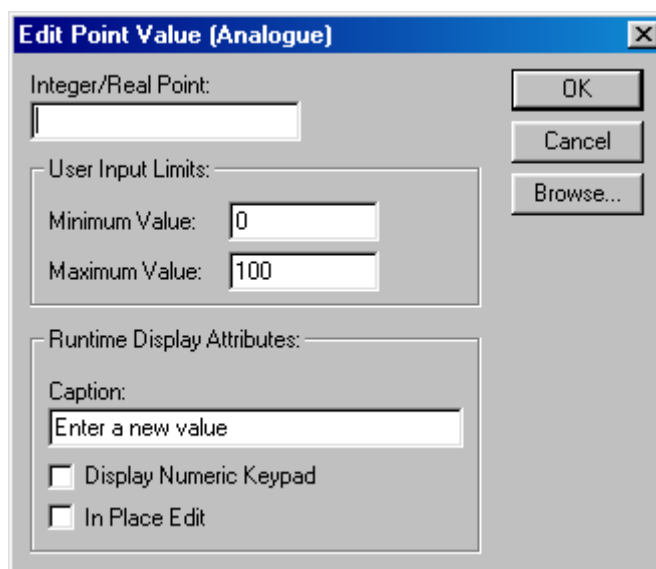 Edit Point Value (Analogue)
Integer/Real Point:
OK
Cancel
Browse...
User Input Limits:
Minimum Value: 0
Maximum Value: 100
Runtime Display Attributes:
Caption:
Enter a new value
Display Numeric Keypad
In Place Edit